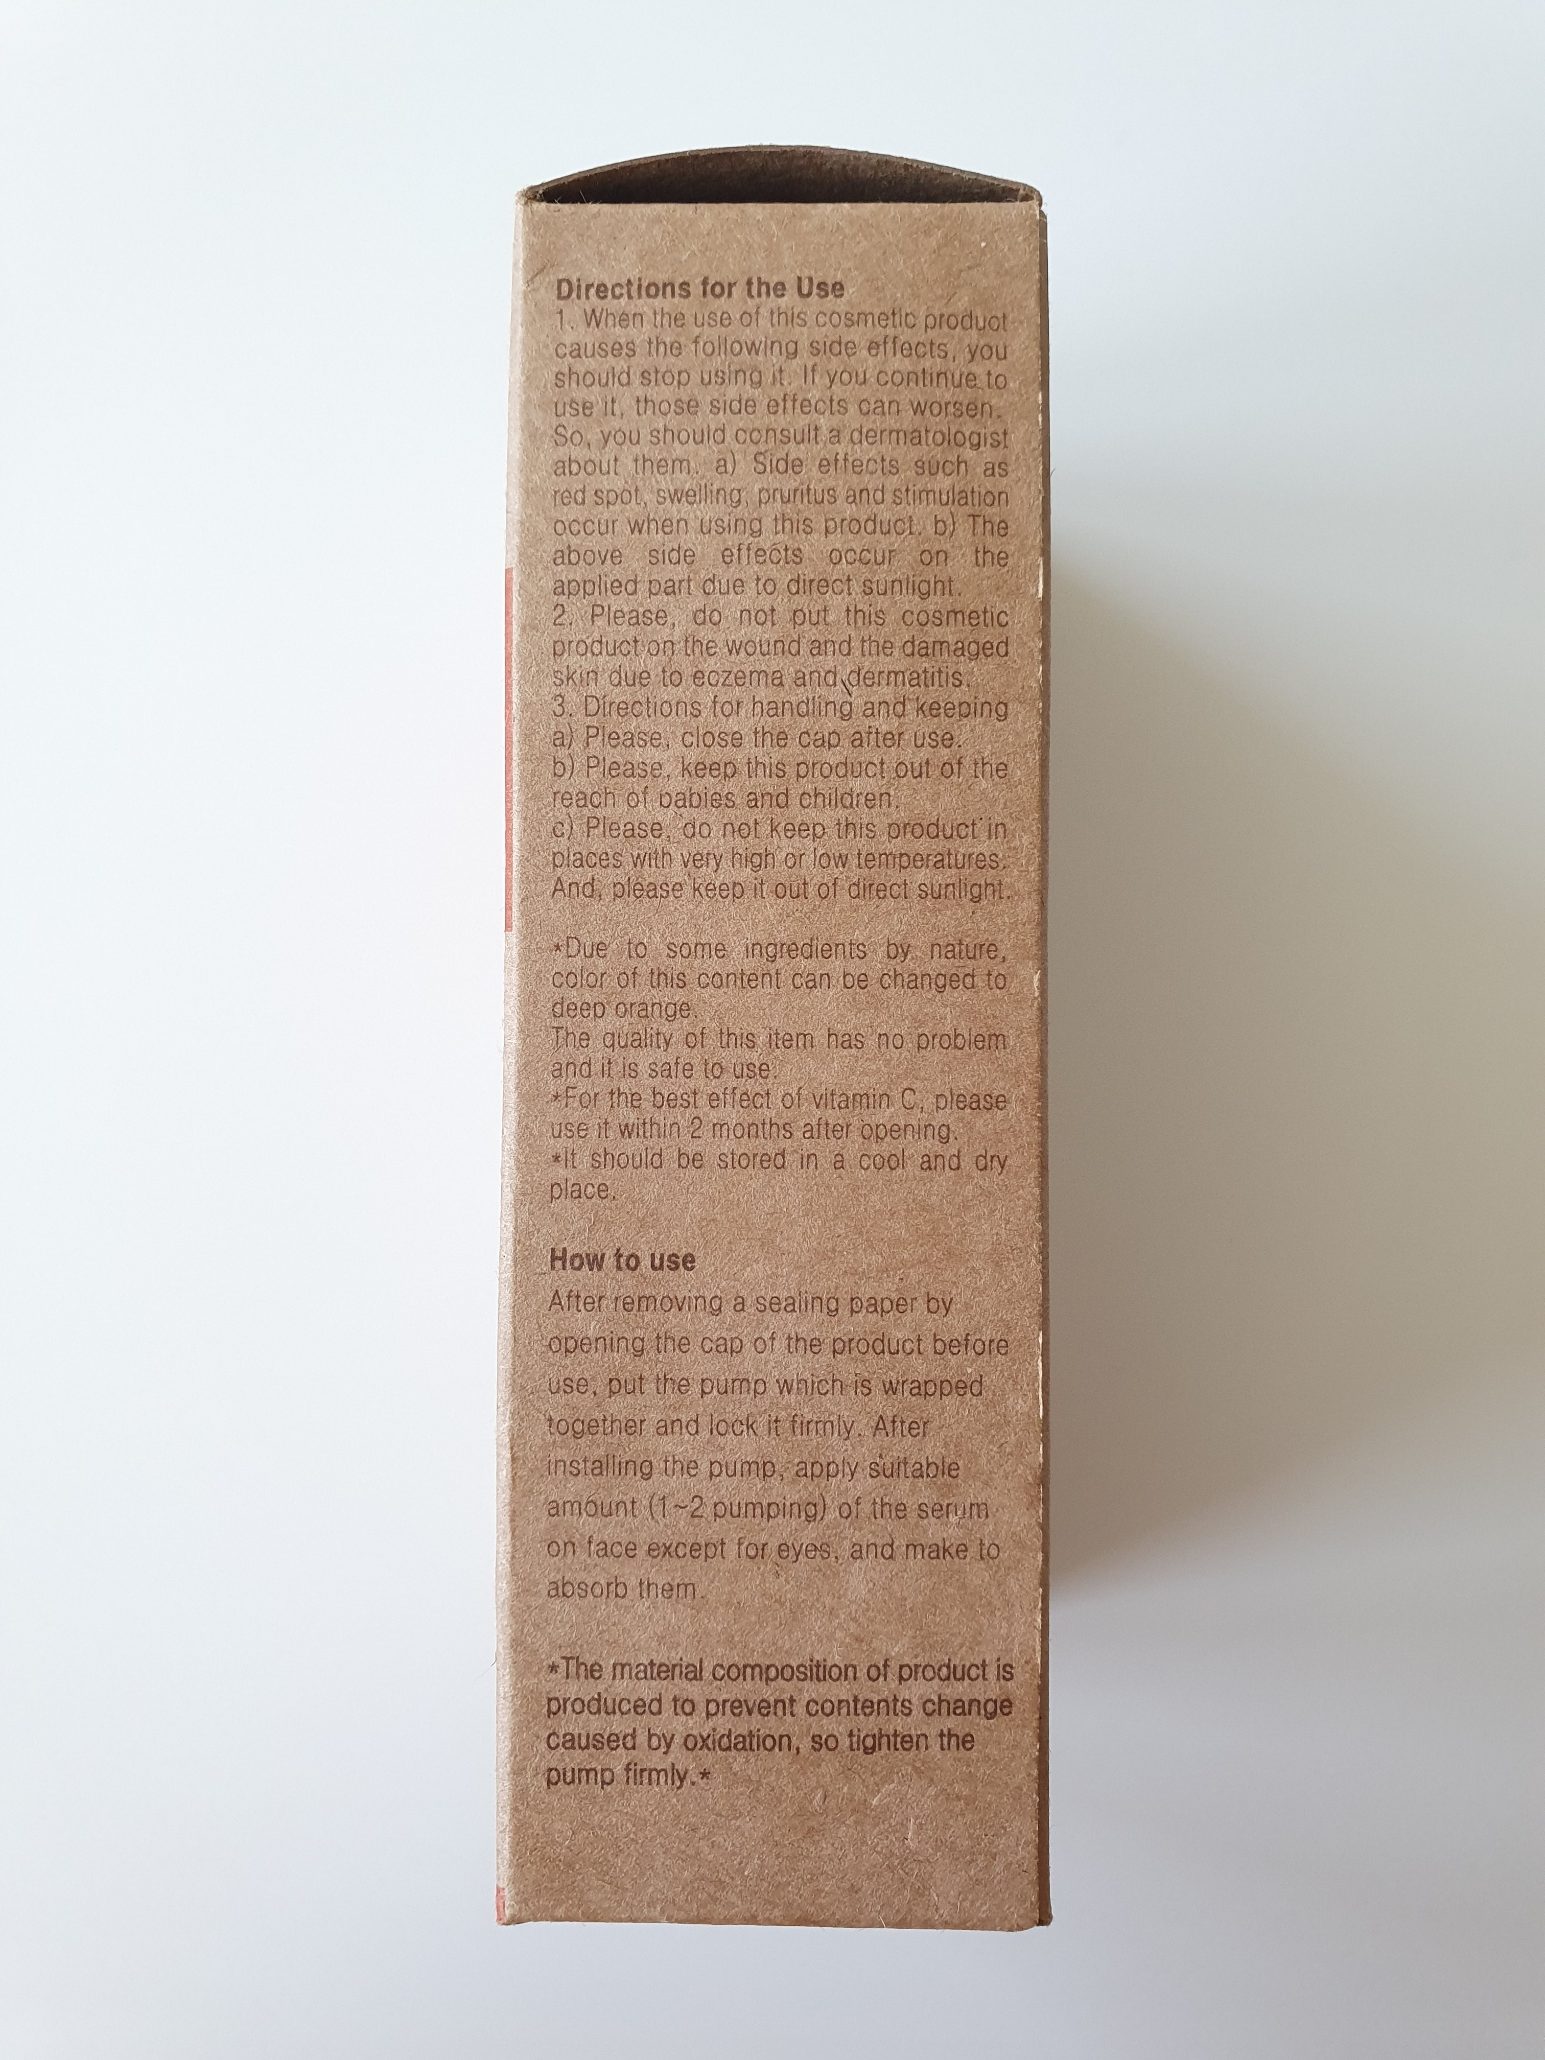 Directions for the Use
1. When the use of this cosmetic product
causes the following side effects, you
should stop using it. If you continue to
use it, those side effects can worsen.
So, you should consult a dermatologist
about them. a) Side effects such as
red spot, swelling, pruritus and stimulation
occur when using this product. b) The
above side effects occur on the
applied part due to direct sunlight.
2. Please, do not put this cosmetic
product on the wound and the damaged
skin due to eczema and dermatitis.
3. Directions for handling and keeping
a) Please, close the cap after use.
b) Please, keep this product out of the
reach of babies and children.
c) Please, do not keep this product in
places with very high or low temperatures.
And, please keep it out of direct sunlight.
*Due to some ingredients by nature,
color of this content can be changed to
deep orange.
The quality of this item has no problem
and it is safe to use.
*For the best effect of vitamin C, please
use it within 2 months after opening.
*It should be stored in a cool and dry
place.
How to use
After removing a sealing paper by
opening the cap of the product before
use, put the pump which is wrapped
together and lock it firmly. After
installing the pump, apply suitable
amount (1~2 pumping) of the serum
on face except for eyes, and make to
absorb them.
*The material composition of product is
produced to prevent contents change
caused by oxidation, so tighten the
pump firmly.*